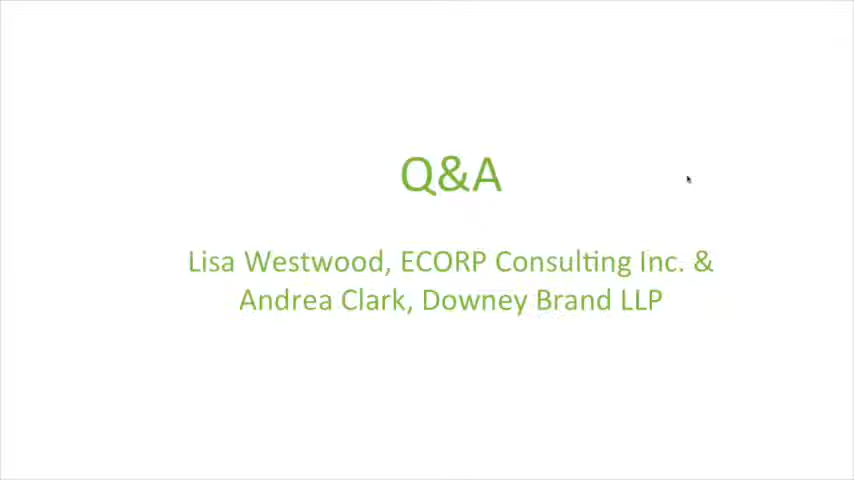 Q&A
Lisa Westwood, ECORP Consulting Inc. &
Andrea Clark, Downey Brand LLP